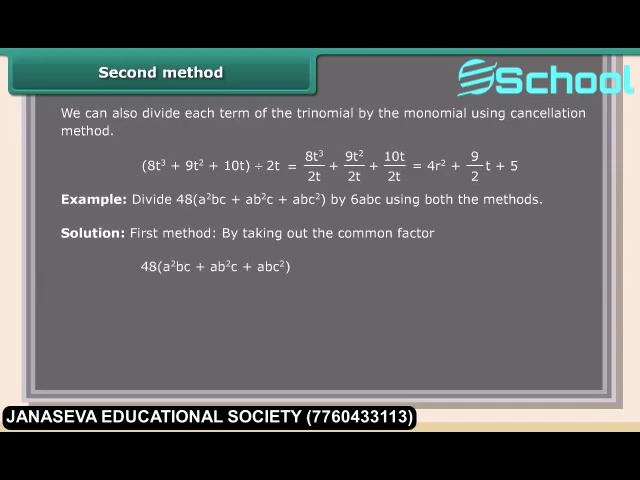 Second method
School
We can also divide each term of the trinomial by the monomial using cancellation
method.
(8t³ + 9t² + 10t) ÷ 2t = 8t³/2t + 9t²/2t + 10t/2t = 4r² + 9/2 t + 5
Example: Divide 48(a²bc + ab²c + abc²) by 6abc using both the methods.
Solution: First method: By taking out the common factor
48(a²bc + ab²c + abc²)
JANASEVA EDUCATIONAL SOCIETY (7760433113)